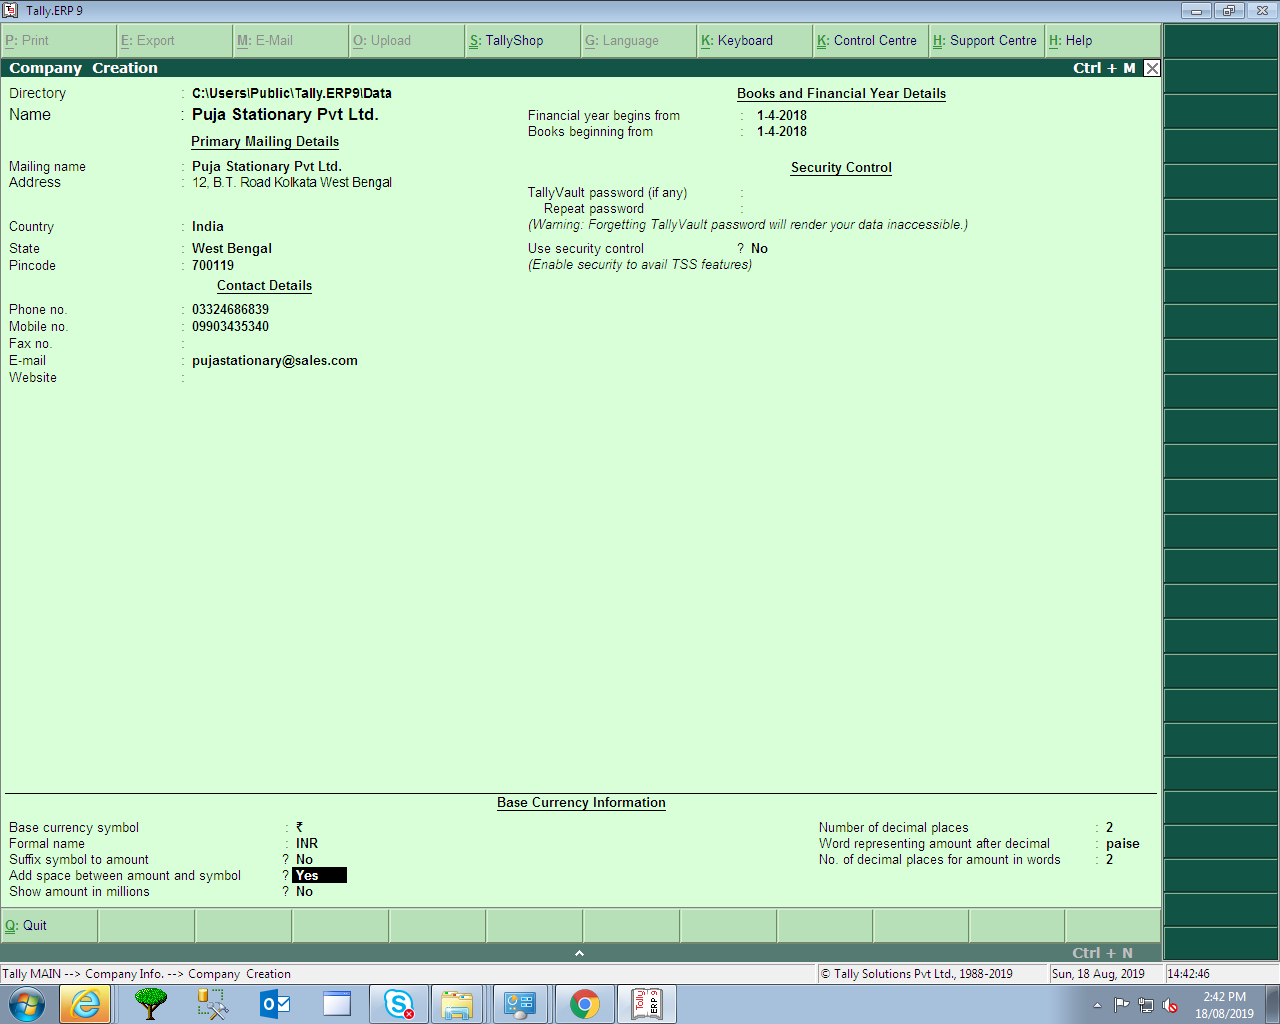 Tally.ERP 9
P: Print E: Export M: E-Mail O: Upload S: TallyShop G: Language K: Keyboard K: Control Centre H: Support Centre H: Help
Company Creation Ctrl + M
Directory : C:\Users\Public\Tally.ERP9\Data
Name : Puja Stationary Pvt Ltd.
Primary Mailing Details
Mailing name : Puja Stationary Pvt Ltd.
Address : 12, B.T. Road Kolkata West Bengal
Country : India
State : West Bengal
Pincode : 700119
Contact Details
Phone no. : 03324686839
Mobile no. : 09903435340
Fax no. :
E-mail : pujastationary@sales.com
Website :
Books and Financial Year Details
Financial year begins from : 1-4-2018
Books beginning from : 1-4-2018
Security Control
TallyVault password (if any) :
Repeat password :
(Warning: Forgetting TallyVault password will render your data inaccessible.)
Use security control ? No
(Enable security to avail TSS features)
Base Currency Information
Base currency symbol : ₹
Formal name : INR
Suffix symbol to amount ? No
Add space between amount and symbol ? Yes
Show amount in millions ? No
Number of decimal places : 2
Word representing amount after decimal : paise
No. of decimal places for amount in words : 2
Q: Quit
Ctrl + N
Tally MAIN --> Company Info. --> Company Creation © Tally Solutions Pvt Ltd., 1988-2019 Sun, 18 Aug, 2019 14:42:46
Tally ERP 9
2:42 PM
18/08/2019